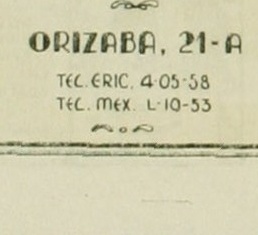 ORIZABA, 21-A
TEL. ERIC. 4-05-58
TEL. MEX. L-10-53